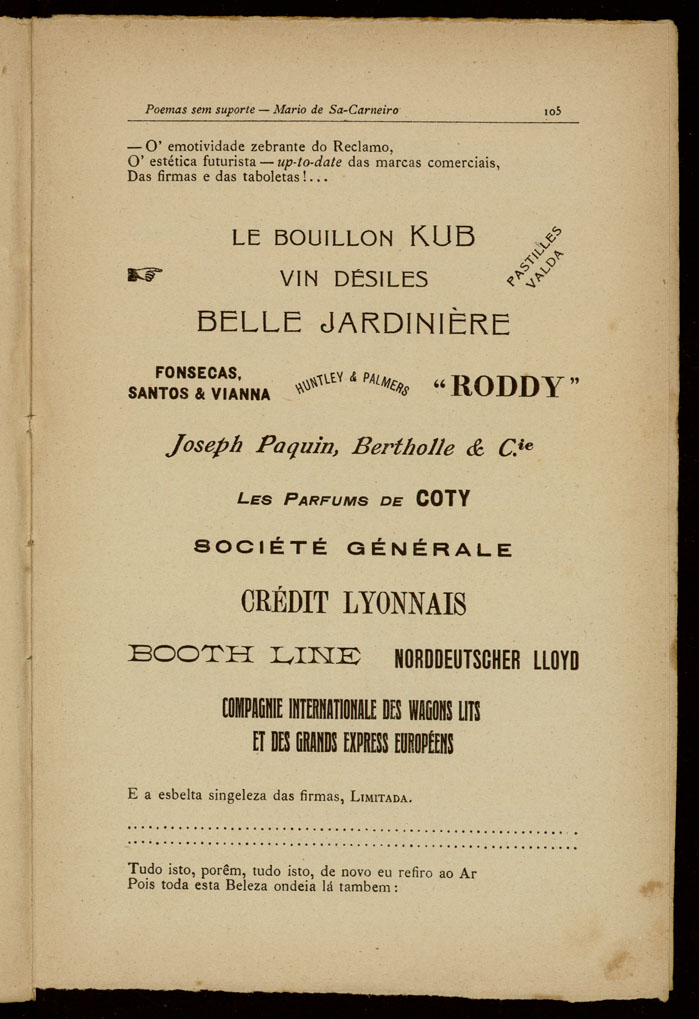 Poemas sem suporte — Mario de Sa-Carneiro 105
— O' emotividade zebrante do Reclamo,
O' estética futurista — up-to-date das marcas comerciais,
Das firmas e das taboletas!...
LE BOUILLON KUB
PASTILLES
VALDA
VIN DÉSILES
BELLE JARDINIÈRE
FONSECAS,
SANTOS & VIANNA
HUNTLEY & PALMERS
“RODDY”
Joseph Paquin, Bertholle & C.ie
LES PARFUMS DE COTY
SOCIÉTÉ GÉNÉRALE
CRÉDIT LYONNAIS
BOOTH LINE NORDDEUTSCHER LLOYD
COMPAGNIE INTERNATIONALE DES WAGONS LITS
ET DES GRANDS EXPRESS EUROPÉENS
E a esbelta singeleza das firmas, LIMITADA.
Tudo isto, porêm, tudo isto, de novo eu refiro ao Ar
Pois toda esta Beleza ondeia lá tambem: